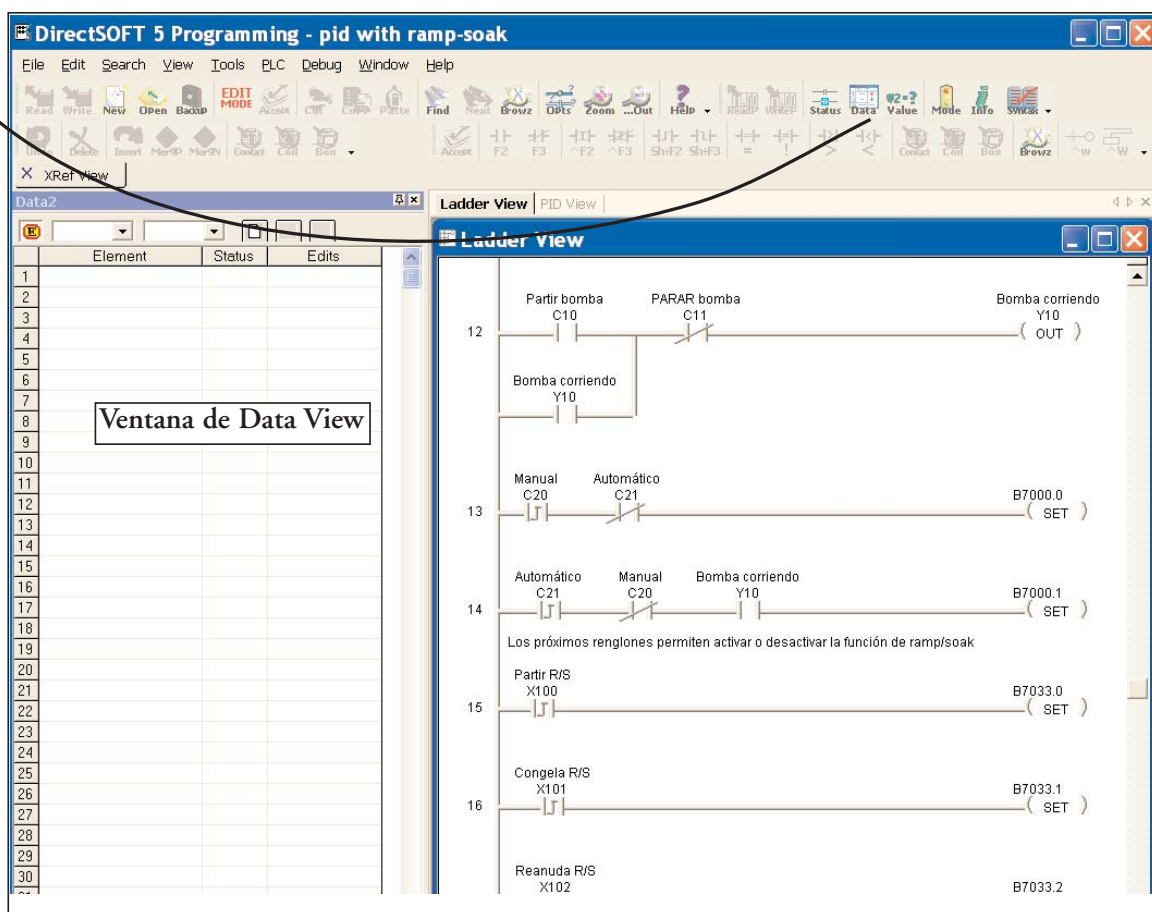 DirectSOFT 5 Programming - pid with ramp-soak
File Edit Search View Tools PLC Debug Window Help
Read Write New Open Backup EDIT MODE Accept Cut Copy Paste Find Next Browz Opts Zoom ...Out Help Status Data Value Mode Info
Delete Insert Contact Coil Box Accept F2 F3 ^F2 ^F3 Sh+F2 Sh+F3 = ! > < Contact Coil Box Browz ^W ^W
XRef View
Data2
Ladder View PID View
Element Status Edits
Ladder View
1
2
3
4
5
6
7
8
9
10
11
12
13
14
15
16
17
18
19
20
21
22
23
24
25
26
27
28
29
30
Ventana de Data View
Partir bomba PARAR bomba Bomba corriendo
C10 C11 Y10
12 OUT
Bomba corriendo
Y10
Manual Automático
C20 C21 B7000.0
13 SET
Automático Manual Bomba corriendo
C21 C20 Y10 B7000.1
14 SET
Los próximos renglones permiten activar o desactivar la función de ramp/soak
Partir R/S
X100 B7033.0
15 SET
Congela R/S
X101 B7033.1
16 SET
Reanuda R/S
X102 B7033.2